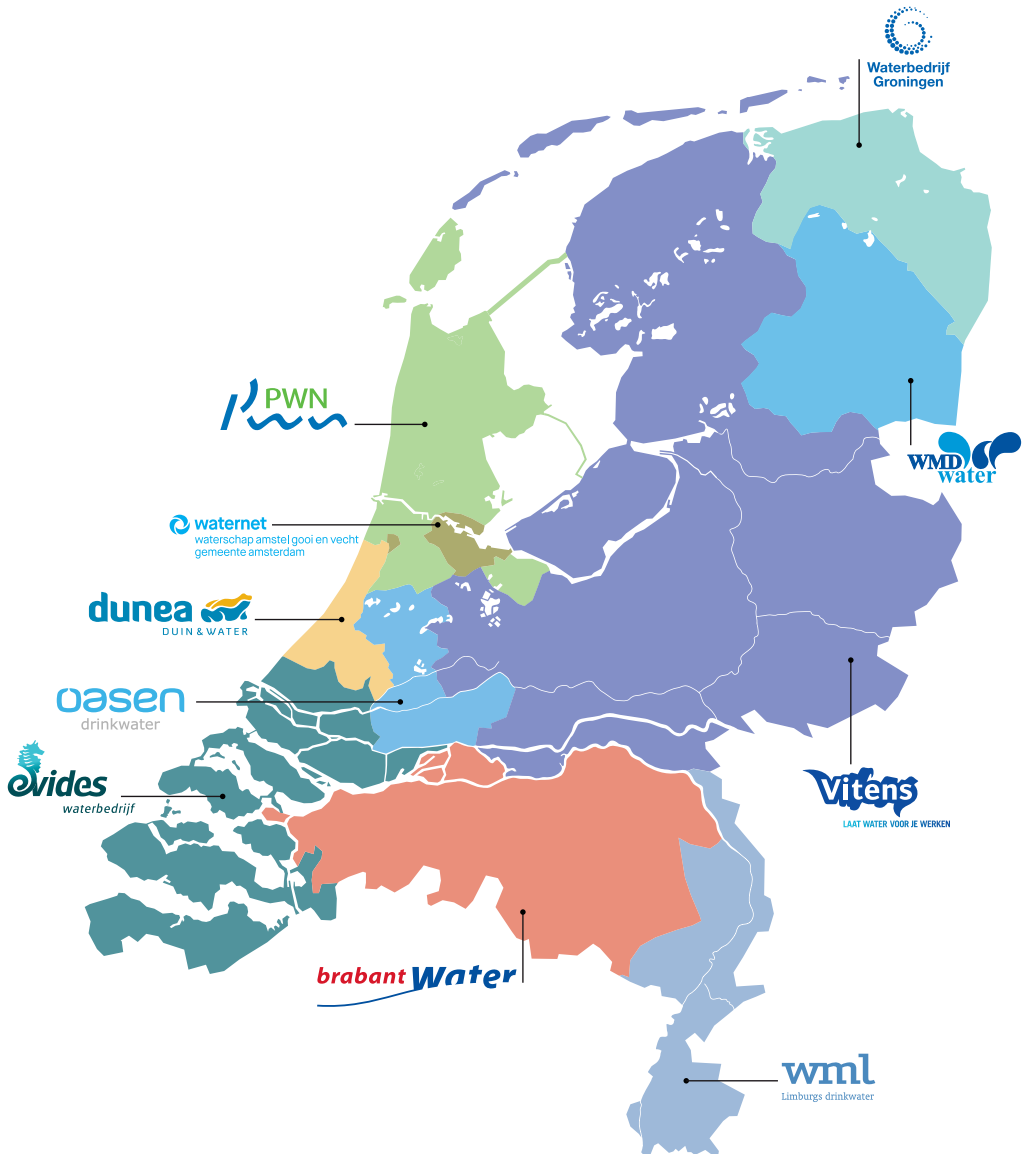 Waterbedrijf
Groningen
PWN
WMD
water
waternet
waterschap amstel gooi en vecht
gemeente amsterdam
dunea
DUIN & WATER
oasen
drinkwater
evides
waterbedrijf
Vitens
LAAT WATER VOOR JE WERKEN
brabant Water
wml
Limburgs drinkwater